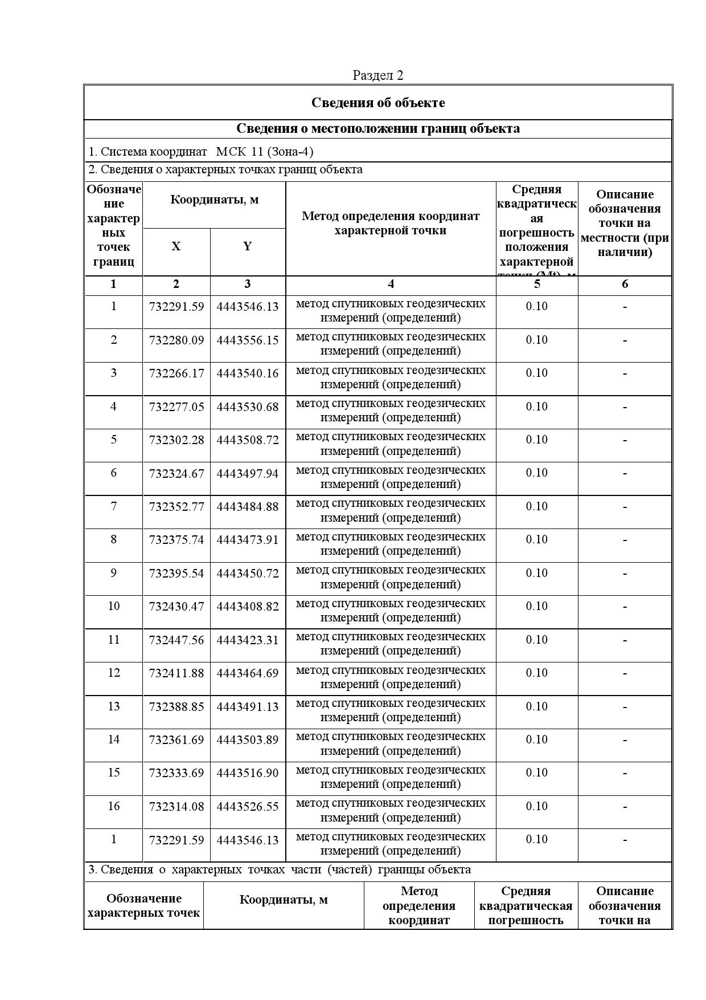 Раздел 2
Сведения об объекте
Сведения о местоположении границ объекта
1. Система координат МСК 11 (Зона-4)
2. Сведения о характерных точках границ объекта
Обозначе
ние
характер
ных
точек
границ
Координаты, м
X
Y
Метод определения координат
характерной точки
Средняя
квадратическ
ая
погрешность
положения
характерной
точки (Mt), м
Описание
обозначения
точки на
местности (при
наличии)
1 2 3 4 5 6
1 732291.59 4443546.13 метод спутниковых геодезических 0.10 -
измерений (определений)
2 732280.09 4443556.15 метод спутниковых геодезических 0.10 -
измерений (определений)
3 732266.17 4443540.16 метод спутниковых геодезических 0.10 -
измерений (определений)
4 732277.05 4443530.68 метод спутниковых геодезических 0.10 -
измерений (определений)
5 732302.28 4443508.72 метод спутниковых геодезических 0.10 -
измерений (определений)
6 732324.67 4443497.94 метод спутниковых геодезических 0.10 -
измерений (определений)
7 732352.77 4443484.88 метод спутниковых геодезических 0.10 -
измерений (определений)
8 732375.74 4443473.91 метод спутниковых геодезических 0.10 -
измерений (определений)
9 732395.54 4443450.72 метод спутниковых геодезических 0.10 -
измерений (определений)
10 732430.47 4443408.82 метод спутниковых геодезических 0.10 -
измерений (определений)
11 732447.56 4443423.31 метод спутниковых геодезических 0.10 -
измерений (определений)
12 732411.88 4443464.69 метод спутниковых геодезических 0.10 -
измерений (определений)
13 732388.85 4443491.13 метод спутниковых геодезических 0.10 -
измерений (определений)
14 732361.69 4443503.89 метод спутниковых геодезических 0.10 -
измерений (определений)
15 732333.69 4443516.90 метод спутниковых геодезических 0.10 -
измерений (определений)
16 732314.08 4443526.55 метод спутниковых геодезических 0.10 -
измерений (определений)
1 732291.59 4443546.13 метод спутниковых геодезических 0.10 -
измерений (определений)
3. Сведения о характерных точках части (частей) границы объекта
Обозначение
характерных точек
Координаты, м
Метод
определения
координат
Средняя
квадратическая
погрешность
Описание
обозначения
точки на